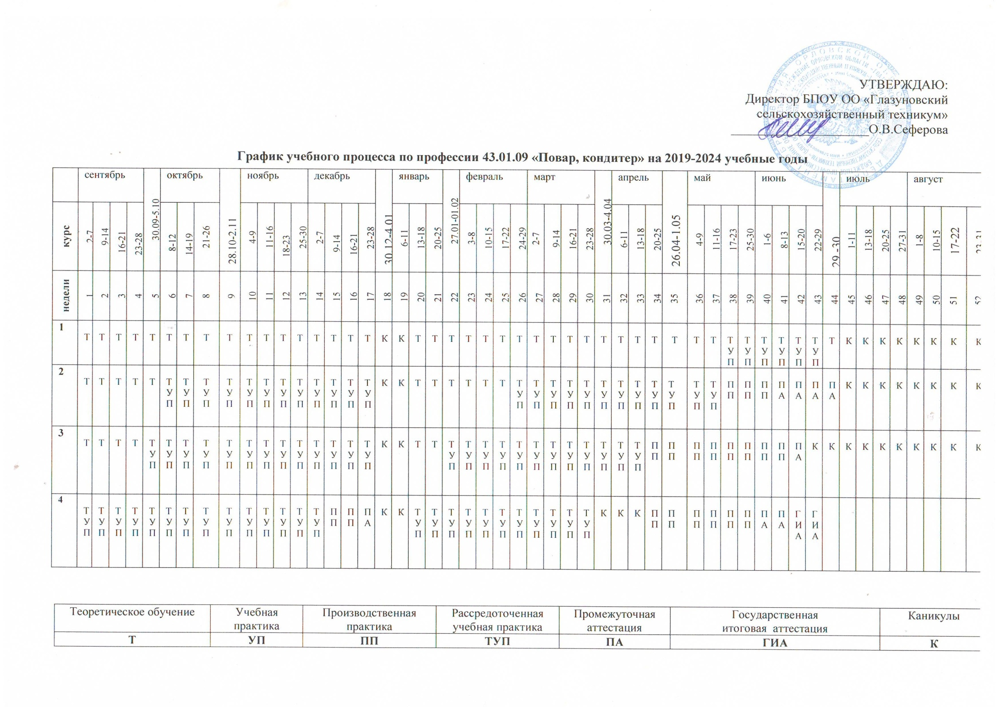 УТВЕРЖДАЮ:
Директор БПОУ ОО «Глазуновский
сельскохозяйственный техникум»
О.В.Сеферова
График учебного процесса по профессии 43.01.09 «Повар, кондитер» на 2019-2024 учебные годы
сентябрь 30.09-5.10 октябрь 28.10-2.11 ноябрь декабрь 30.12-4.01 январь 27.01-01.02 февраль март 30.03-4.04 апрель 26.04-1.05 май июнь 29.-30 июль август
курс 2-7 9-14 16-21 23-28 8-12 14-19 21-26 4-9 11-16 18-23 25-30 2-7 9-14 16-21 23-28 6-11 13-18 20-25 3-8 10-15 17-22 24-29 2-7 9-14 16-21 23-28 6-11 13-18 20-25 4-9 11-16 17-23 25-30 1-6 8-13 15-20 22-29 1-11 13-18 20-25 27-31 1-8 10-15 17-22 23-31
недели 1 2 3 4 5 6 7 8 9 10 11 12 13 14 15 16 17 18 19 20 21 22 23 24 25 26 27 28 29 30 31 32 33 34 35 36 37 38 39 40 41 42 43 44 45 46 47 48 49 50 51 52
1 Т Т Т Т Т Т Т Т Т Т Т Т Т Т Т Т Т К К Т Т Т Т Т Т Т Т Т Т Т Т Т Т Т Т Т Т ТУП ТУП ТУП ТУП ТУП ТУП Т К К К К К К К К
2 Т Т Т Т Т ТУП ТУП ТУП ТУП ТУП ТУП ТУП ТУП ТУП ТУП ТУП ТУП К К Т Т Т Т Т Т ТУП ТУП ТУП ТУП ТУП ТУП ТУП ТУП ТУП ТУП ТУП ТУП ПП ПП ПП ПА ПА ПА ПА К К К К К К К К
3 Т Т Т Т ТУП ТУП ТУП ТУП ТУП ТУП ТУП ТУП ТУП ТУП ТУП ТУП ТУП К К Т Т ТУП ТУП ТУП ТУП ТУП ТУП ТУП ТУП ТУП ТУП ТУП ТУП ПП ПП ПП ПП ПП ПП ПП ПП ПА К К К К К К К К К К
4 ТУП ТУП ТУП ТУП ТУП ТУП ТУП ТУП ТУП ТУП ТУП ТУП ТУП ТУП ПП ПП ПА К К ТУП ТУП ТУП ТУП ТУП ТУП ТУП ТУП ТУП ТУП ТУП К К К ПП ПП ПП ПП ПП ПП ПА ПА ГИА ГИА
Теоретическое обучение Учебная Производственная Рассредоточенная Промежуточная Государственная Каникулы
практика практика учебная практика аттестация итоговая аттестация
Т УП ПП ТУП ПА ГИА К